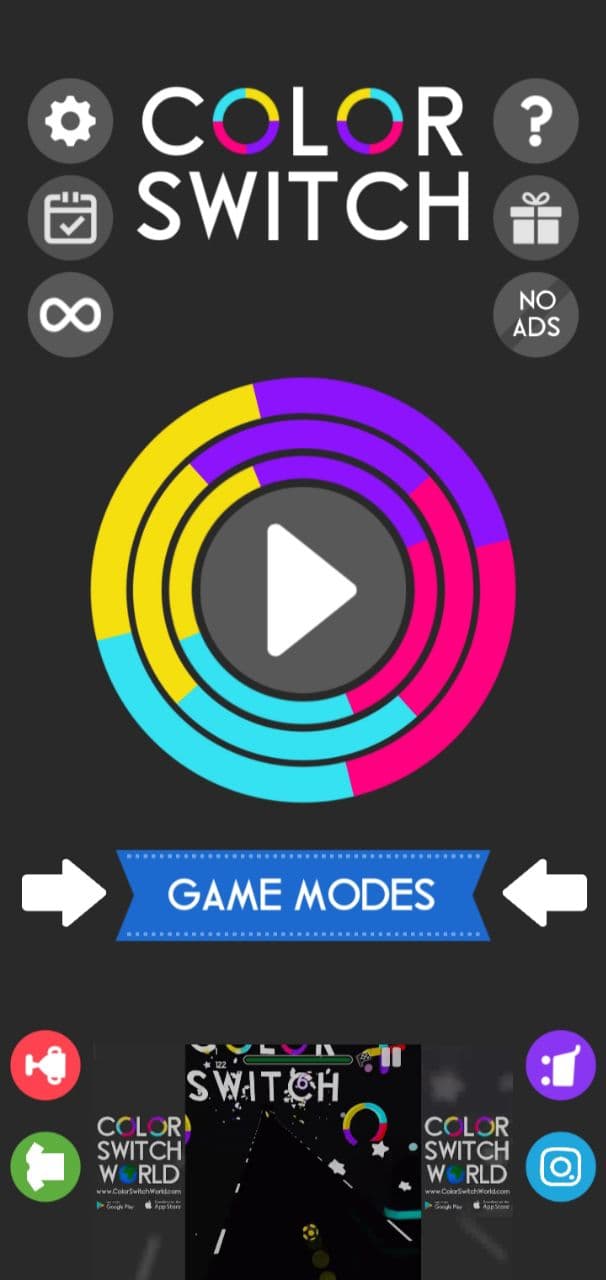 COLOR
SWITCH
NO
ADS
GAME MODES
122
SWITCH
COLOR
SWITCH
WORLD
www.ColorSwitchWorld.com
Google Play
App Store
COLOR
SWITCH
WORLD
www.ColorSwitchWorld.com
Google Play
App Store